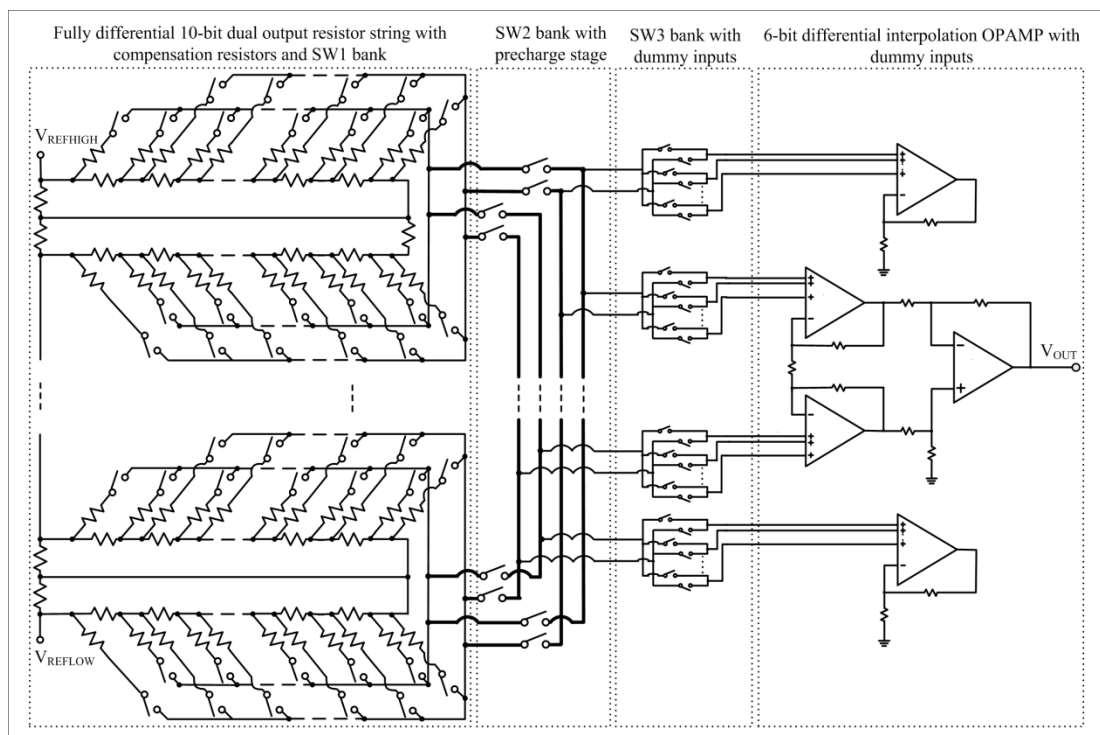 Fully differential 10-bit dual output resistor string with
compensation resistors and SW1 bank
SW2 bank with
precharge stage
SW3 bank with
dummy inputs
6-bit differential interpolation OPAMP with
dummy inputs
VREFHIGH
VOUT
VREFLOW